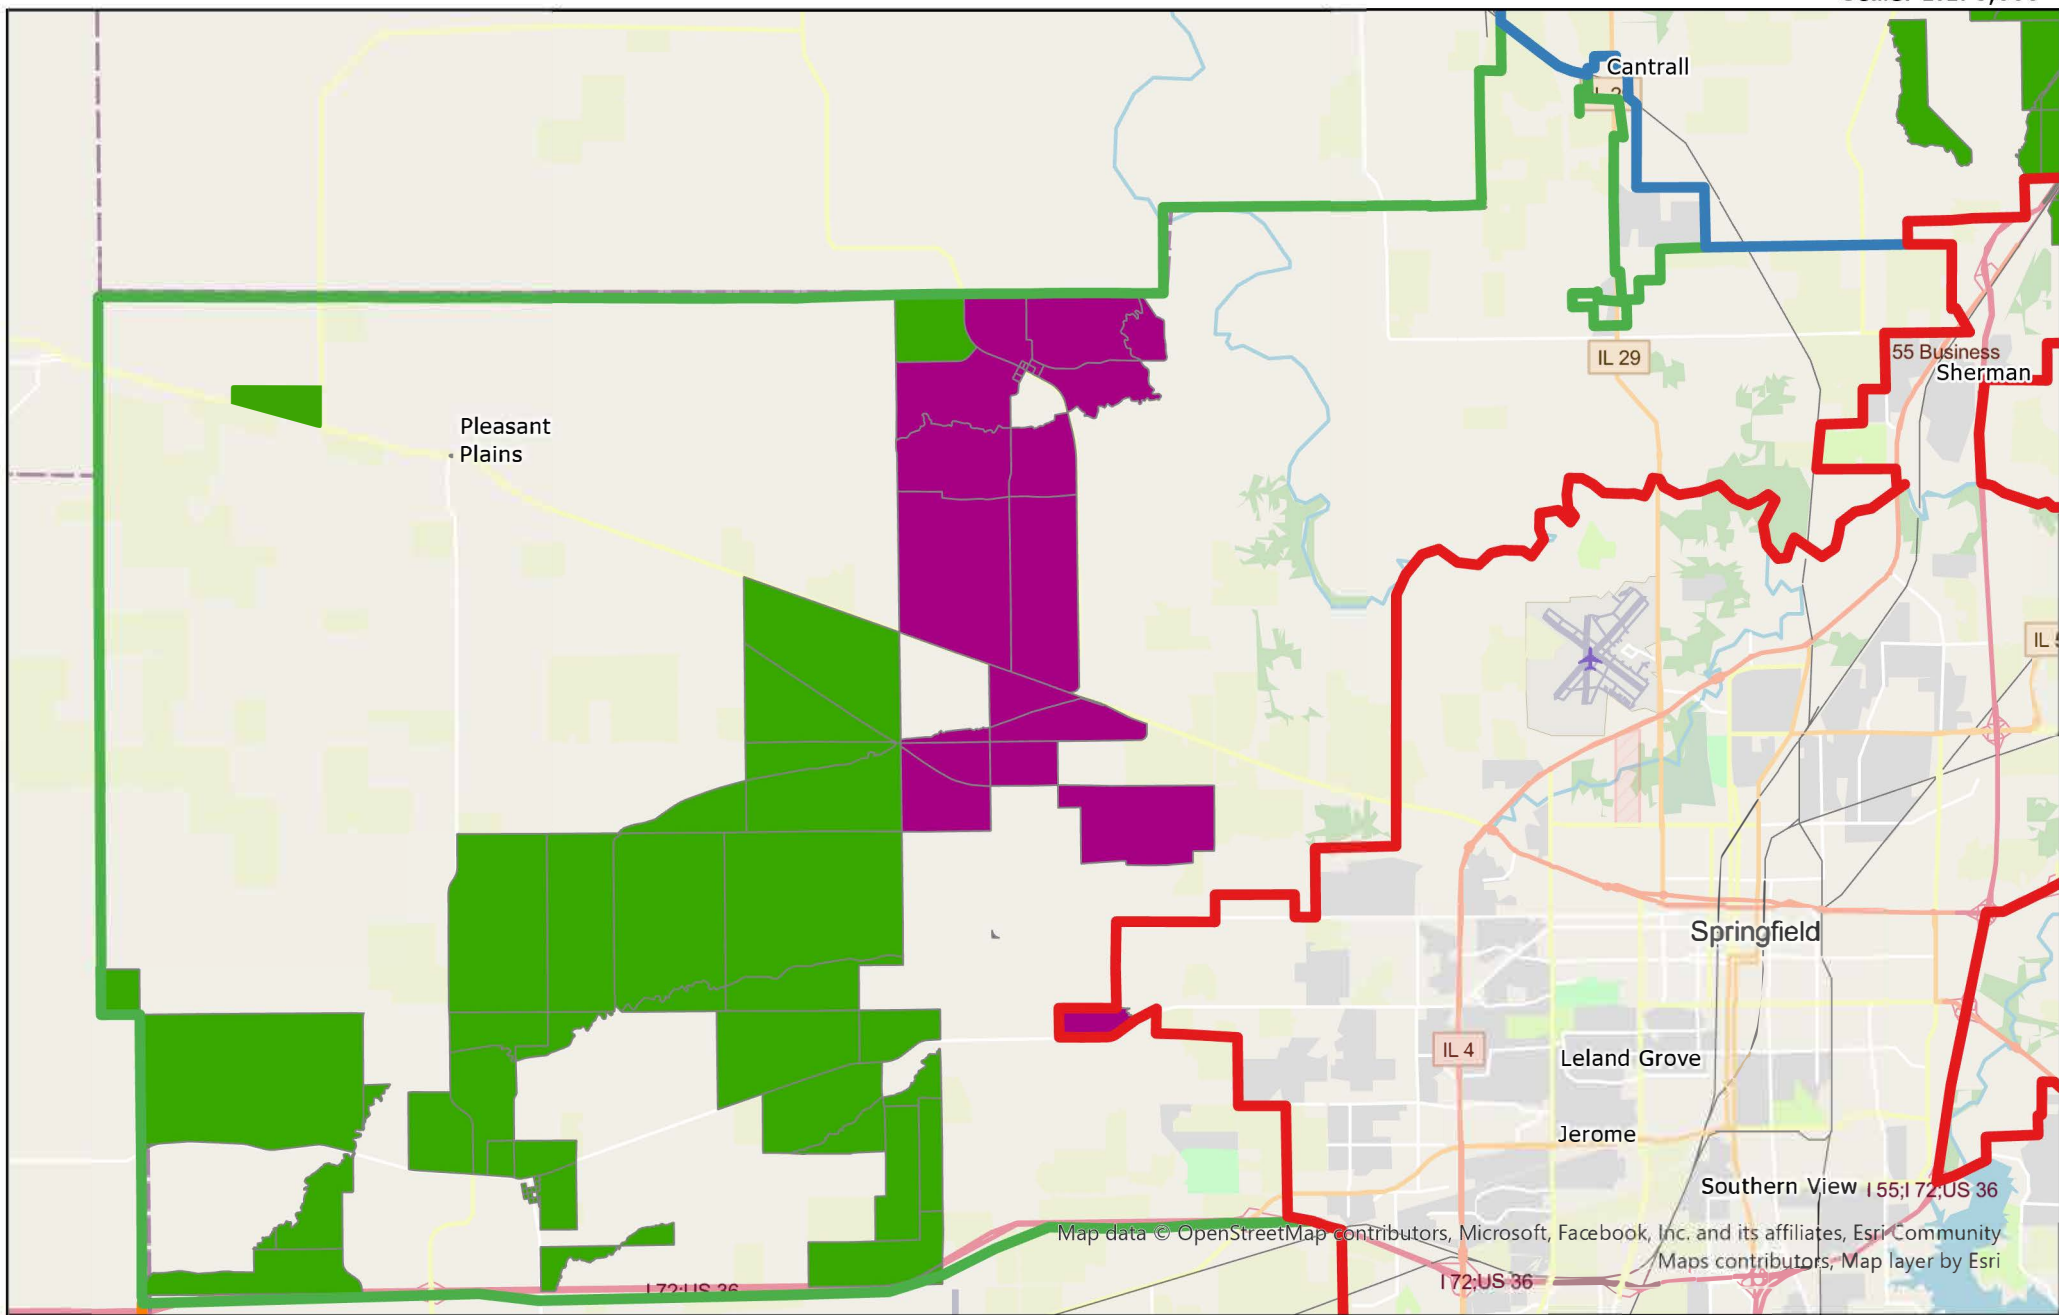 Cantrall
IL 29
55 Business
Sherman
Pleasant
Plains
Springfield
IL 4
Leland Grove
Jerome
Southern View
I 55;I 72;US 36
Map data © OpenStreetMap contributors, Microsoft, Facebook, Inc. and its affiliates, Esri Community
Maps contributors, Map layer by Esri
I 72;US 36
I 72;US 36